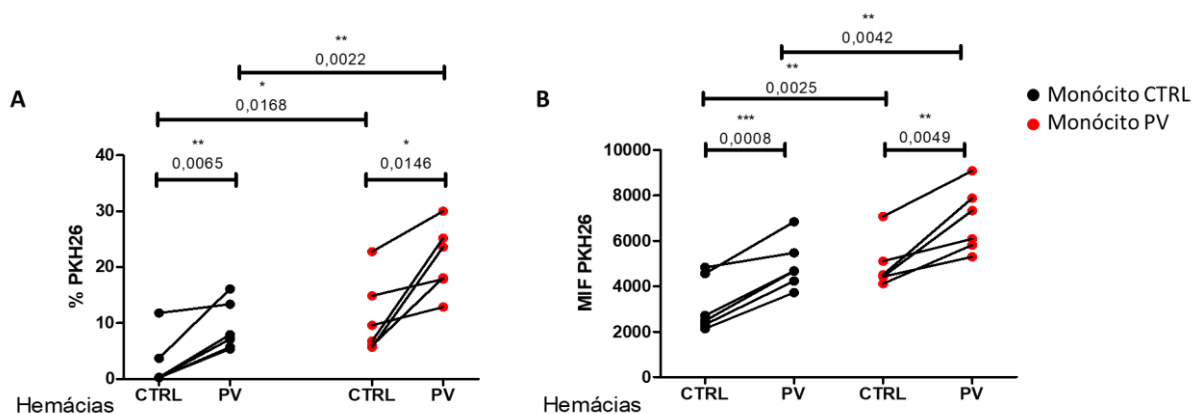 A
**
0,0022
*
0,0168
**
0,0065
*
0,0146
% PKH26
40
30
20
10
0
CTRL PV CTRL PV
Hemácias
B
**
0,0042
**
0,0025
***
0,0008
**
0,0049
MIF PKH26
10000
8000
6000
4000
2000
0
CTRL PV CTRL PV
Hemácias
Monócito CTRL
Monócito PV